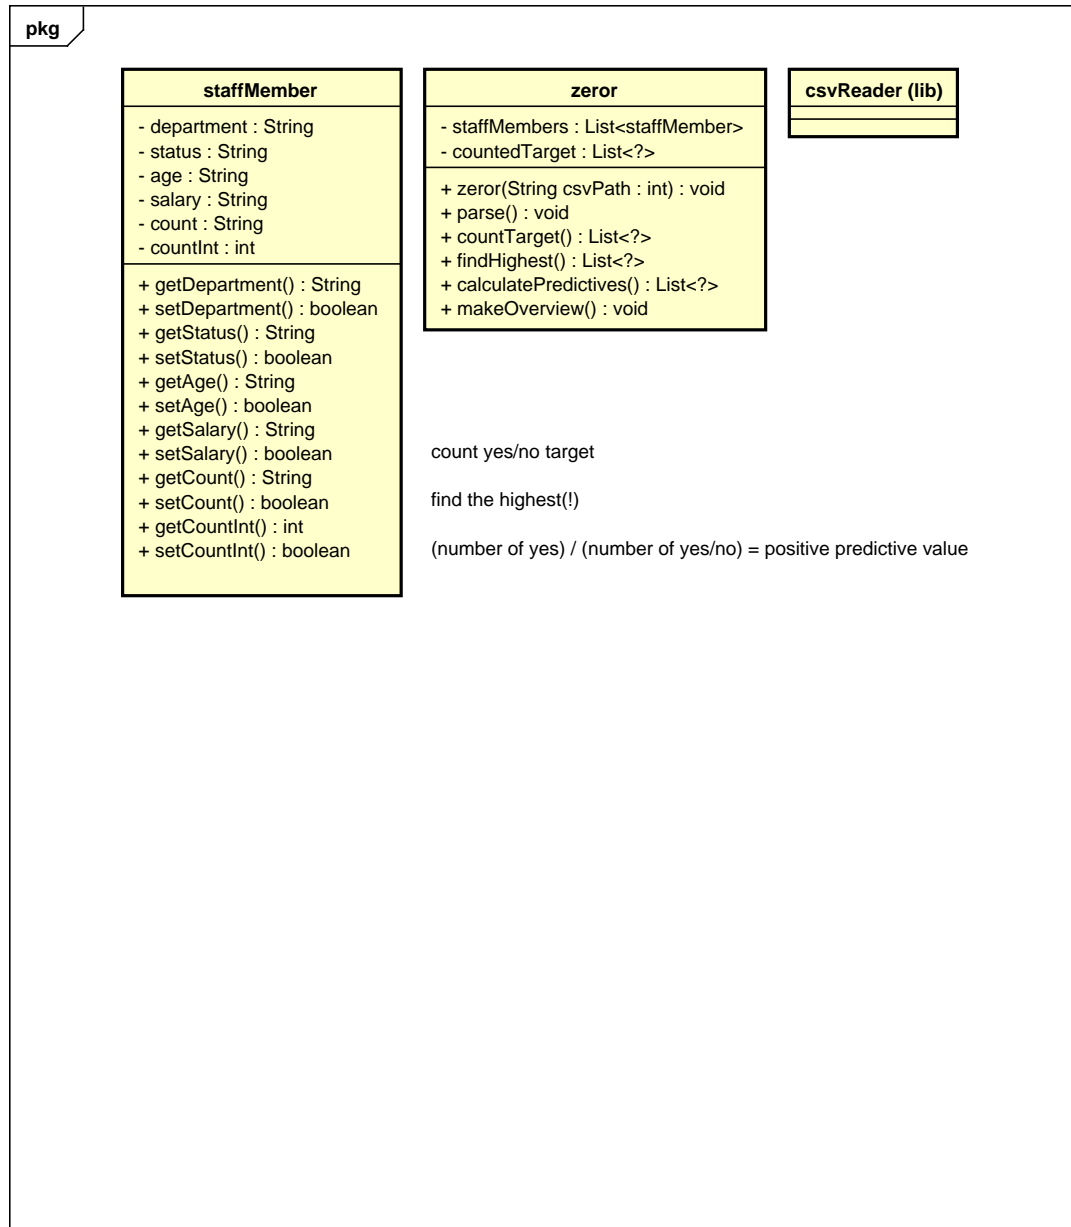 pkg
staffMember
- department : String
- status : String
- age : String
- salary : String
- count : String
- countInt : int
+ getDepartment() : String
+ setDepartment() : boolean
+ getStatus() : String
+ setStatus() : boolean
+ getAge() : String
+ setAge() : boolean
+ getSalary() : String
+ setSalary() : boolean
+ getCount() : String
+ setCount() : boolean
+ getCountInt() : int
+ setCountInt() : boolean
zeror
- staffMembers : List<staffMember>
- countedTarget : List<?>
+ zeror(String csvPath : int) : void
+ parse() : void
+ countTarget() : List<?>
+ findHighest() : List<?>
+ calculatePredictives() : List<?>
+ makeOverview() : void
csvReader (lib)
count yes/no target
find the highest(!)
(number of yes) / (number of yes/no) = positive predictive value